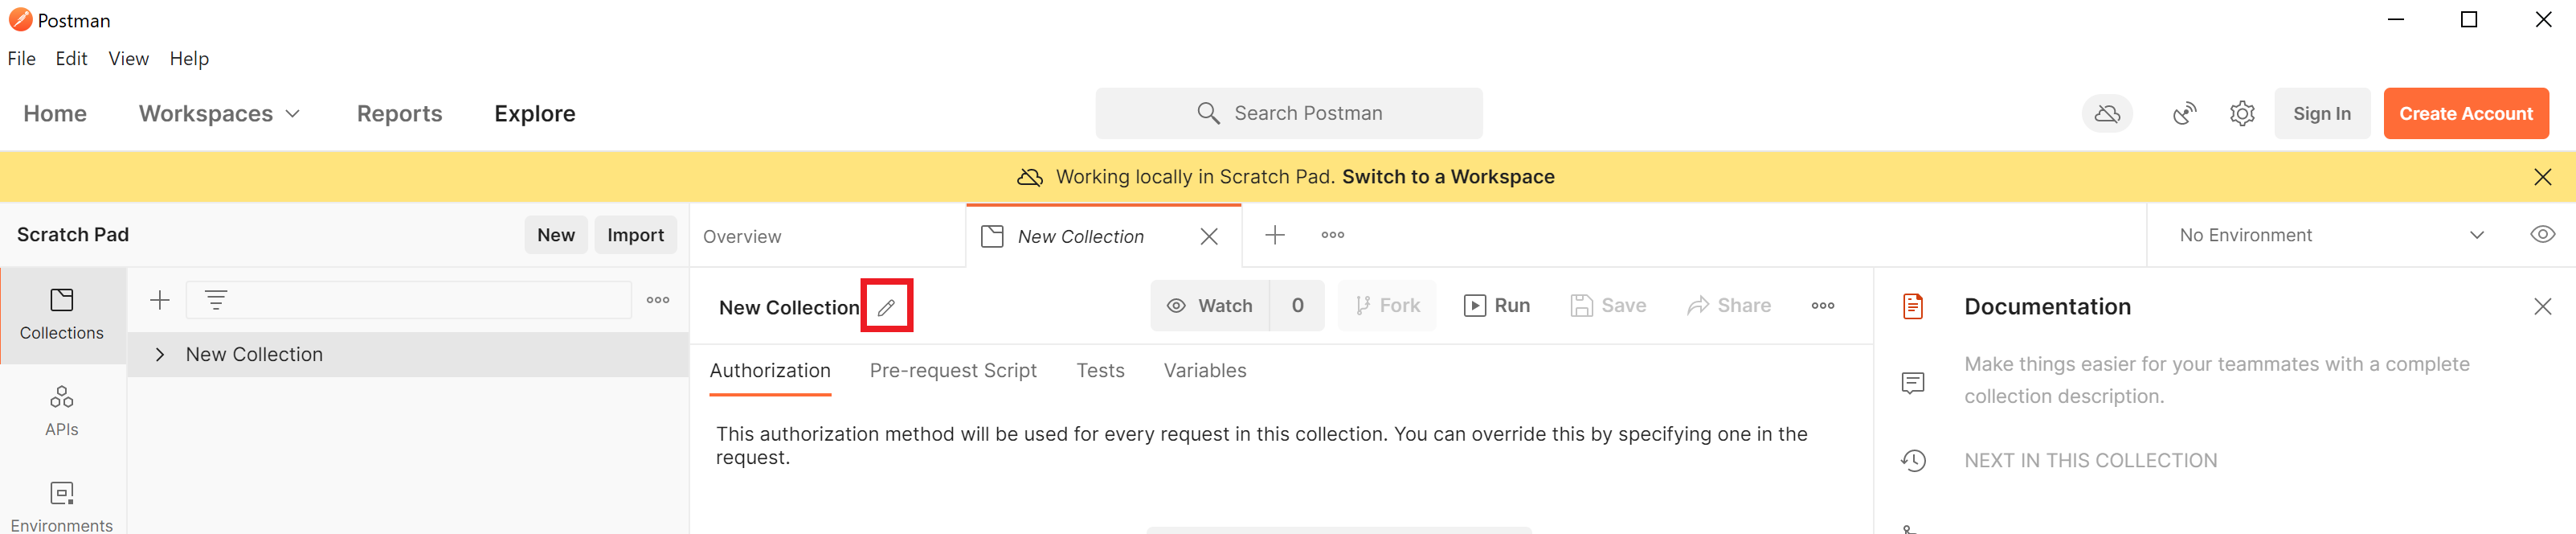 Postman
File Edit View Help
Home Workspaces Reports Explore Search Postman Sign In Create Account
Working locally in Scratch Pad. Switch to a Workspace
Scratch Pad New Import Overview New Collection No Environment
Collections
New Collection
APIs
Environments
New Collection Watch 0 Fork Run Save Share
Authorization Pre-request Script Tests Variables
This authorization method will be used for every request in this collection. You can override this by specifying one in the
request.
Documentation
Make things easier for your teammates with a complete
collection description.
NEXT IN THIS COLLECTION